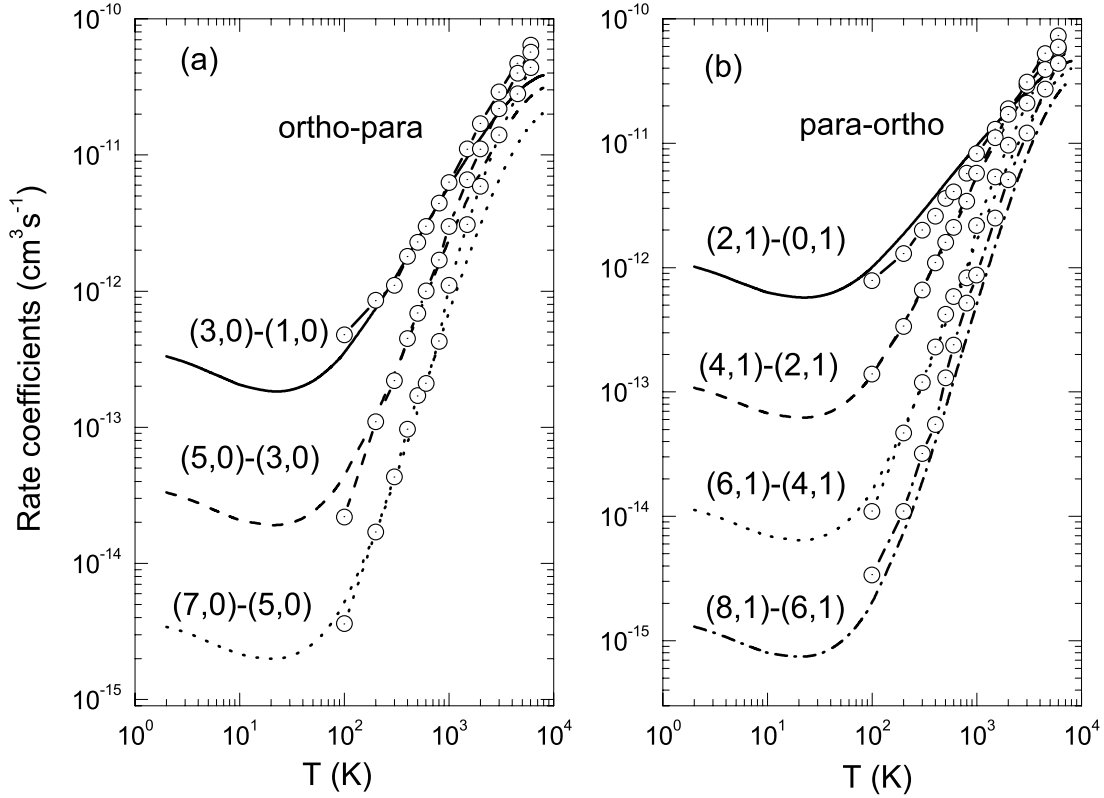 (a)
ortho-para
(3,0)-(1,0)
(5,0)-(3,0)
(7,0)-(5,0)
10⁻¹⁰
10⁻¹¹
10⁻¹²
10⁻¹³
10⁻¹⁴
10⁻¹⁵
Rate coefficients (cm³s⁻¹)
10⁰ 10¹ 10² 10³ 10⁴
T (K)
(b)
para-ortho
(2,1)-(0,1)
(4,1)-(2,1)
(6,1)-(4,1)
(8,1)-(6,1)
10⁻¹⁰
10⁻¹¹
10⁻¹²
10⁻¹³
10⁻¹⁴
10⁻¹⁵
10⁰ 10¹ 10² 10³ 10⁴
T (K)